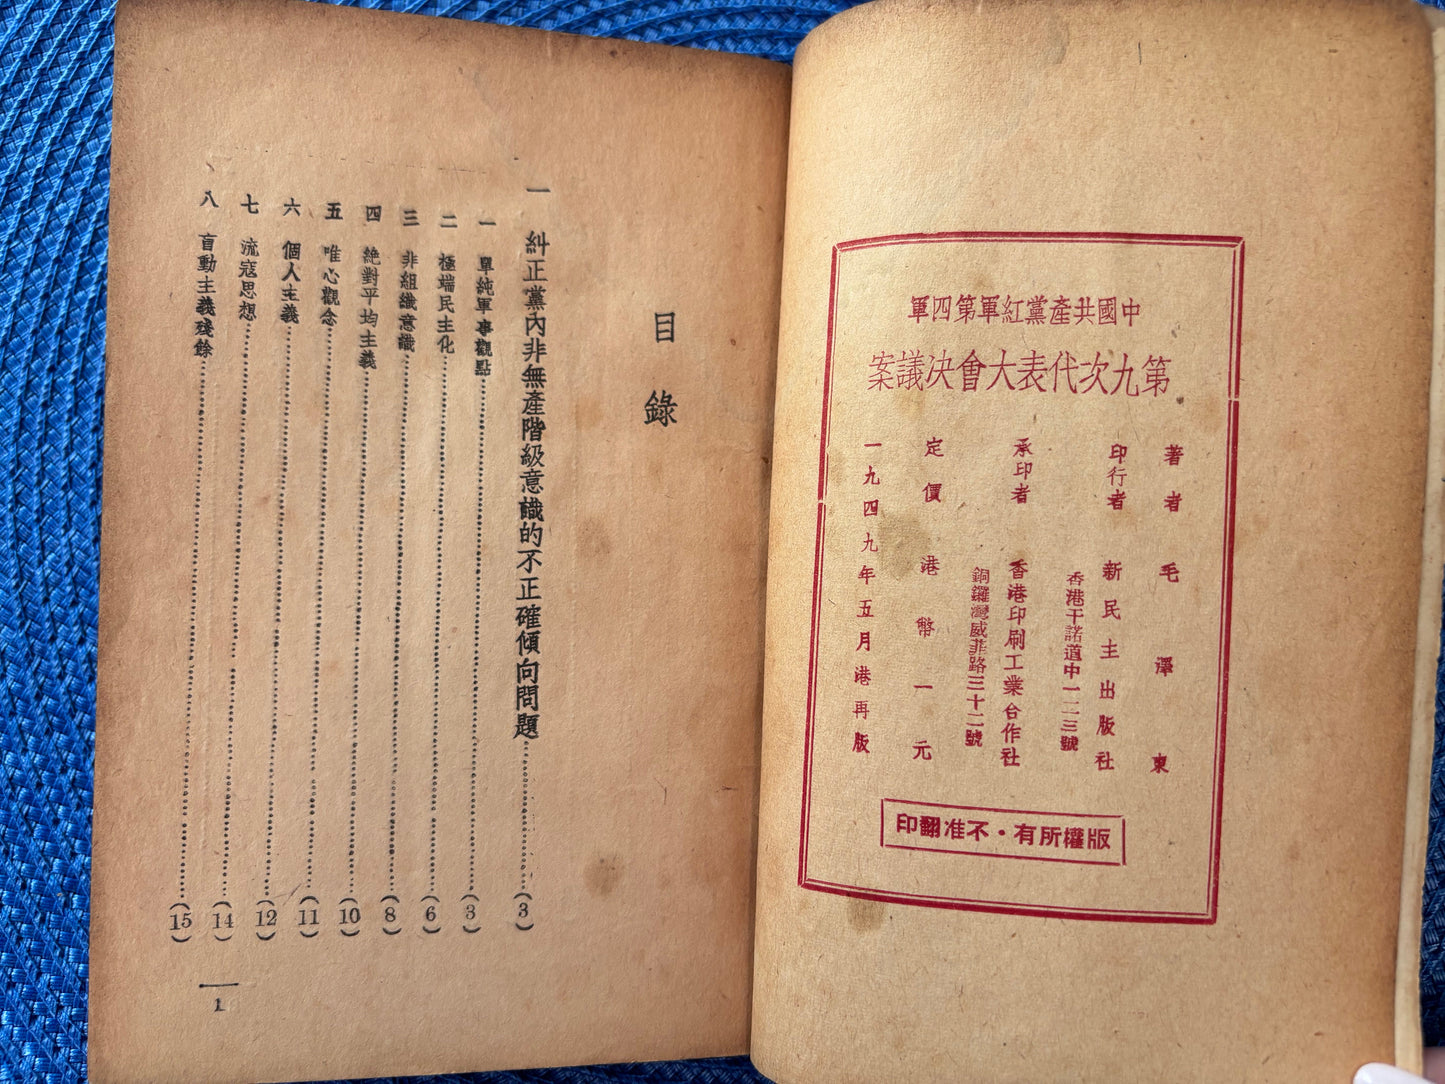 中國共產黨紅軍第四軍
第九次代表大會決議案
著者 毛澤東
印行者 新民主出版社
香港干諾道中一二三號
承印者 香港印刷工業合作社
銅鑼灣威菲路三十二號
定價港幣一元
一九四九年五月港再版
版權所有・不准翻印
目錄
一 糾正黨內非無產階級意識的不正確傾向問題……(3)
一 單純軍事觀點……(3)
二 極端民主化……(6)
三 非組織意識……(8)
四 絕對平均主義……(10)
五 唯心觀念……(11)
六 個人主義……(12)
七 流寇思想……(14)
八 盲動主義殘餘……(15)
1